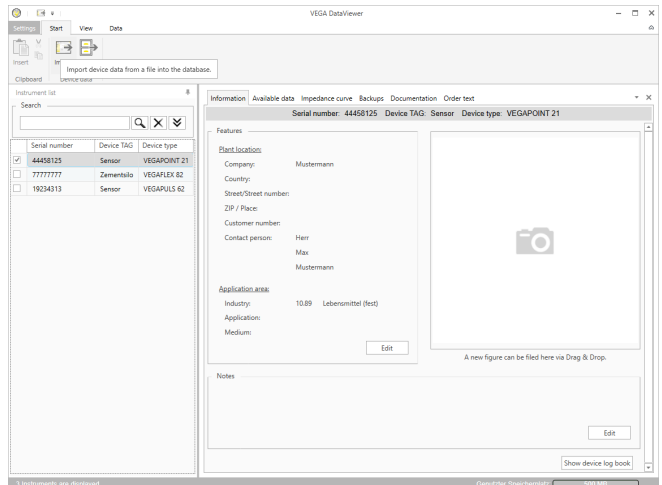 VEGA DataViewer
Settings Start View Data
Insert
Import device data from a file into the database.
Clipboard Device data
Instrument list
Search
Serial number Device TAG Device type
44458125 Sensor VEGAPOINT 21
77777777 Zementsilo VEGAFLEX 82
19234313 Sensor VEGAPULS 62
Information Available data Impedance curve Backups Documentation Order text
Serial number: 44458125 Device TAG: Sensor Device type: VEGAPOINT 21
Features
Plant location:
Company: Mustermann
Country:
Street/Street number:
ZIP / Place:
Customer number:
Contact person: Herr
Max
Mustermann
Application area:
Industry: 10.89 Lebensmittel (fest)
Application:
Medium:
Edit
A new figure can be filed here via Drag & Drop.
Notes
Edit
Show device log book
3 Instruments are displayed
Genutzter Speicherplatz: 500 MB